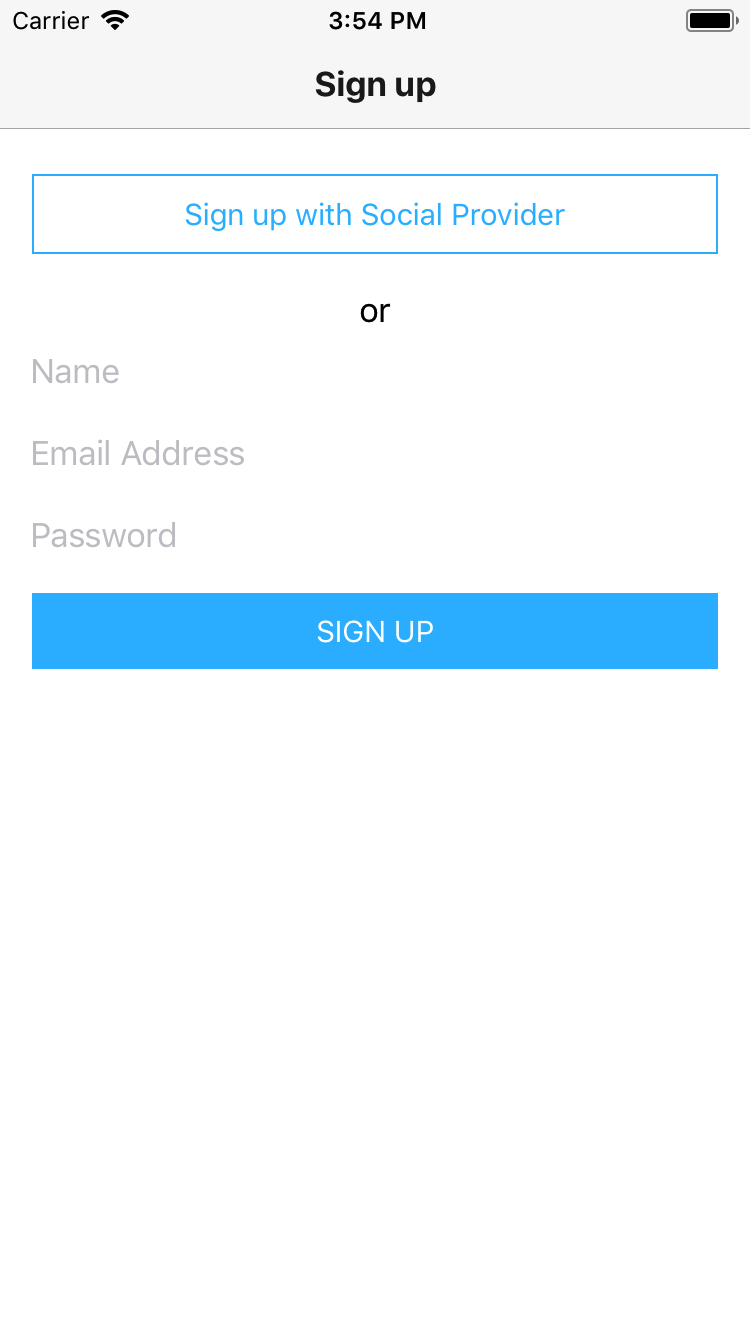 Carrier 3:54 PM
Sign up
Sign up with Social Provider
or
Name
Email Address
Password
SIGN UP